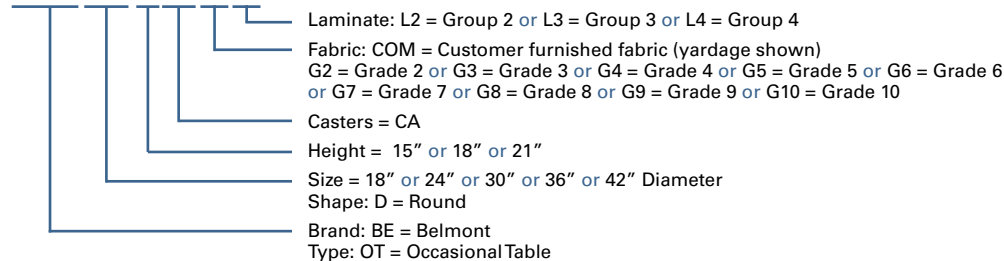 Laminate: L2 = Group 2 or L3 = Group 3 or L4 = Group 4
Fabric: COM = Customer furnished fabric (yardage shown)
G2 = Grade 2 or G3 = Grade 3 or G4 = Grade 4 or G5 = Grade 5 or G6 = Grade 6
or G7 = Grade 7 or G8 = Grade 8 or G9 = Grade 9 or G10 = Grade 10
Casters = CA
Height = 15” or 18” or 21”
Size = 18” or 24” or 30” or 36” or 42” Diameter
Shape: D = Round
Brand: BE = Belmont
Type: OT = Occasional Table